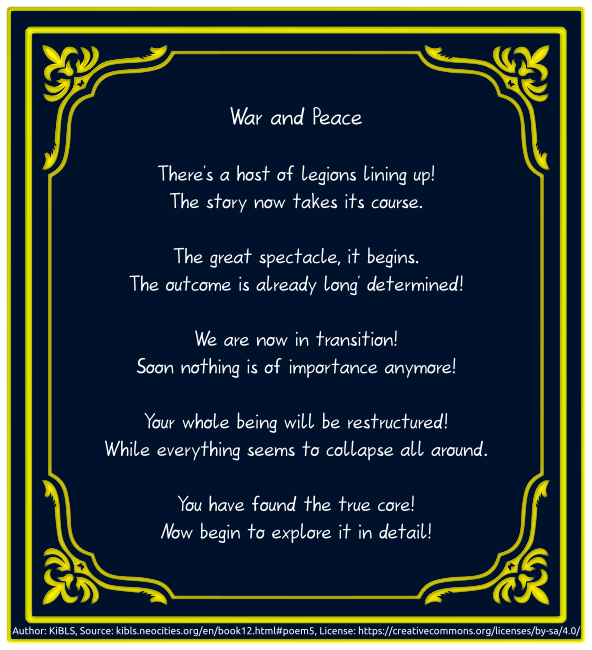 War and Peace
There's a host of legions lining up!
The story now takes its course.
The great spectacle, it begins.
The outcome is already long' determined!
We are now in transition!
Soon nothing is of importance anymore!
Your whole being will be restructured!
While everything seems to collapse all around.
You have found the true core!
Now begin to explore it in detail!
Author: KiBLS, Source: kibls.neocities.org/en/book12.html#poem5, License: https://creativecommons.org/licenses/by-sa/4.0/